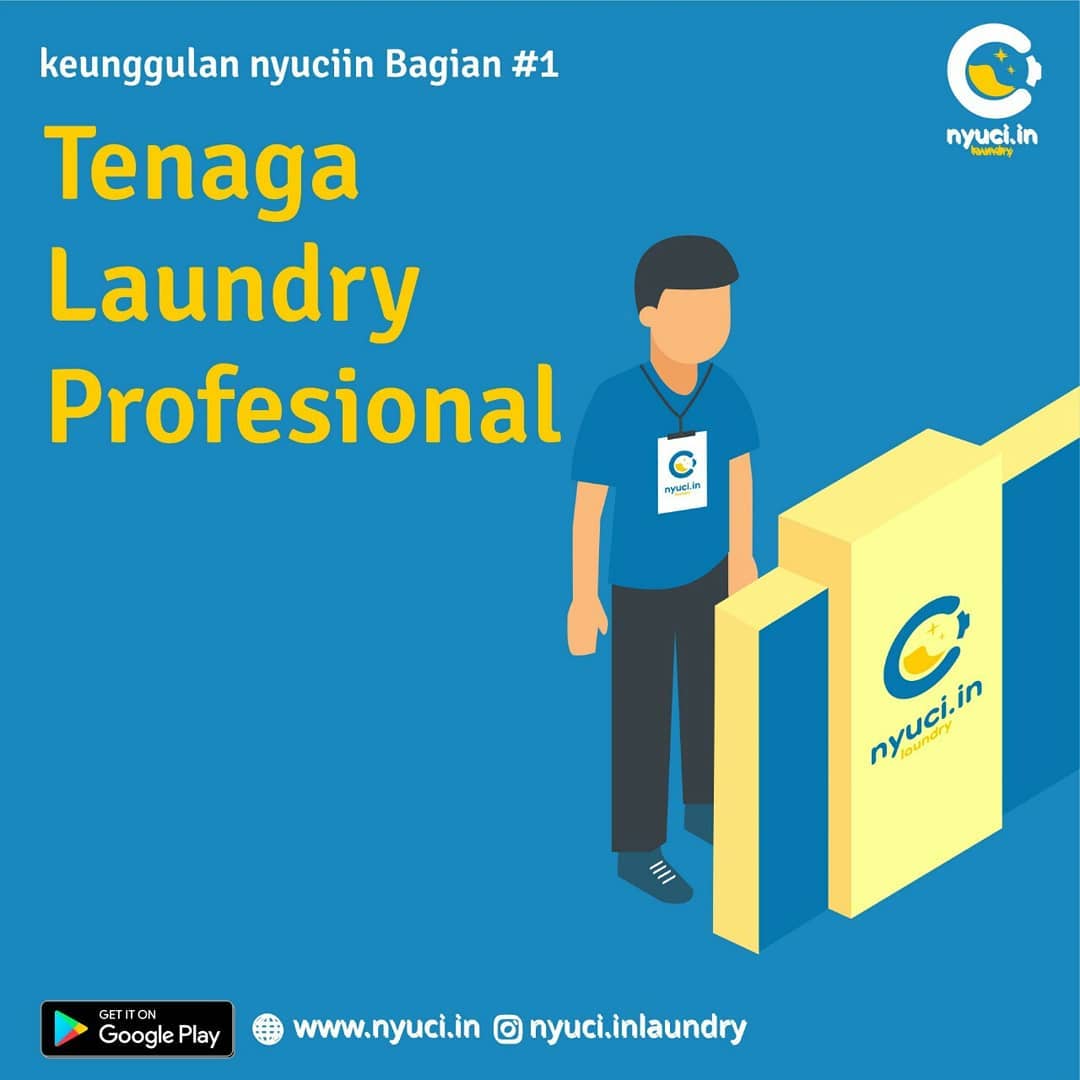 keunggulan nyuciin Bagian #1
nyuci.in
laundry
Tenaga
Laundry
Profesional
nyuci.in
laundry
nyuci.in
laundry
GET IT ON
Google Play
www.nyuci.in
nyuci.inlaundry